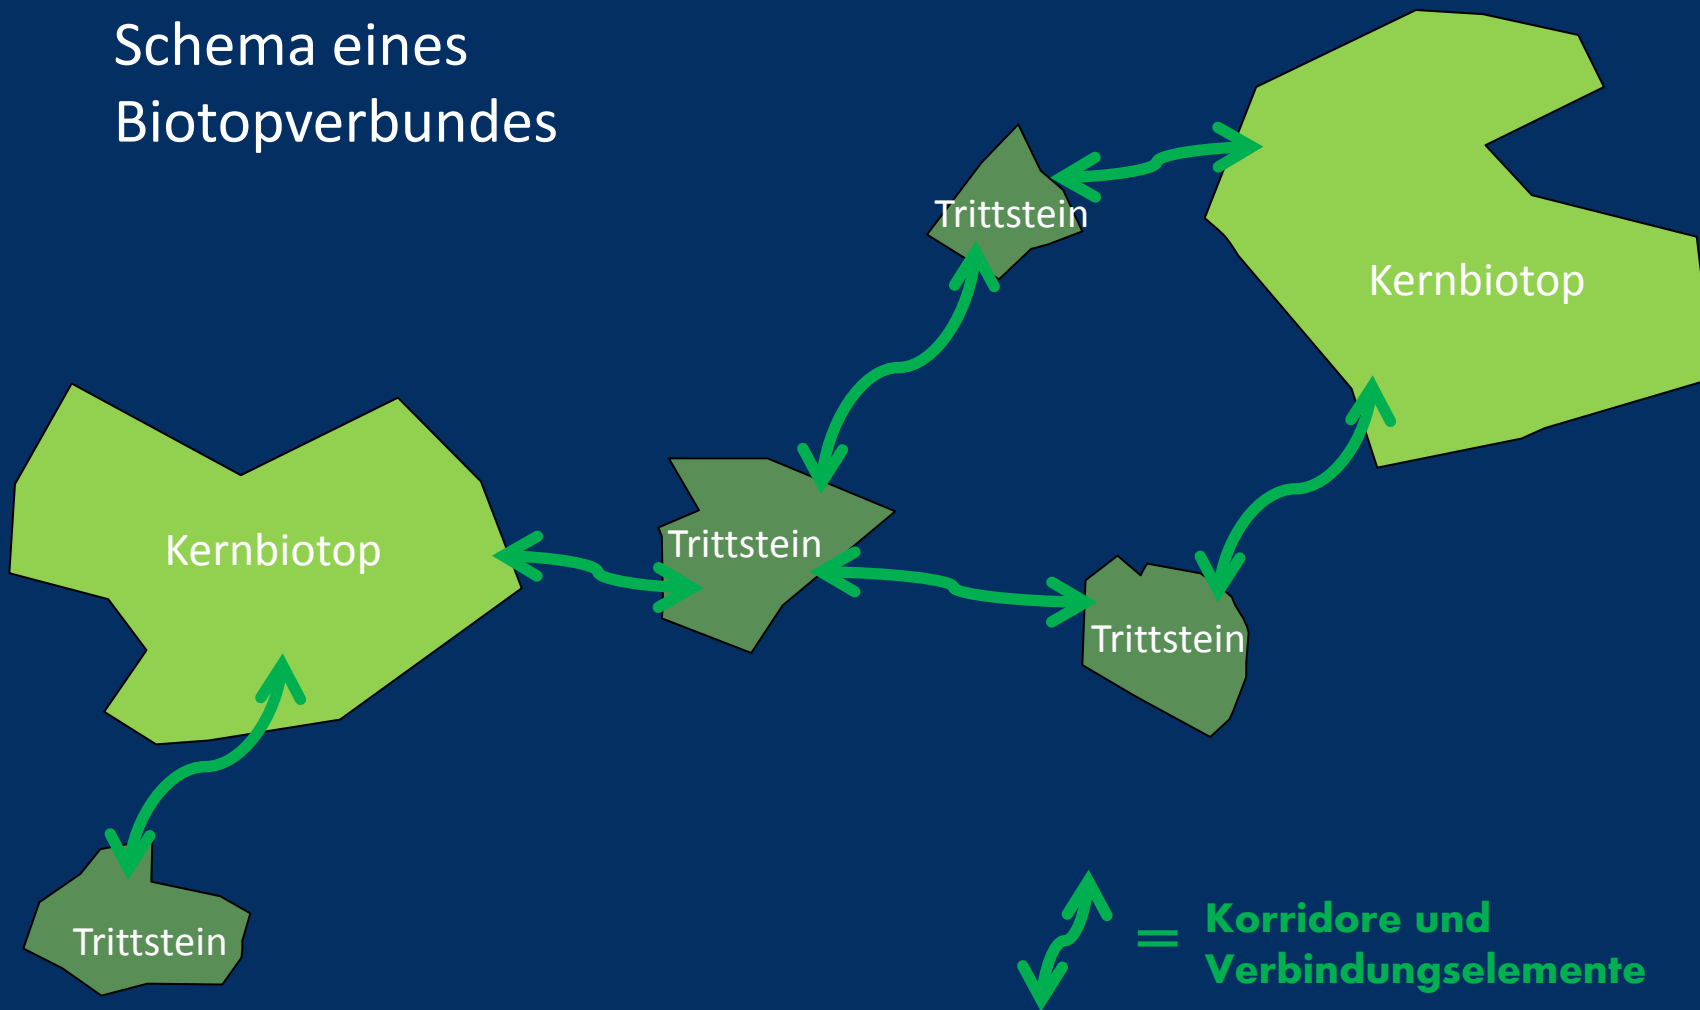 Schema eines
Biotopverbundes
Trittstein
Kernbiotop
Kernbiotop
Trittstein
Trittstein
Trittstein
= Korridore und
Verbindungselemente